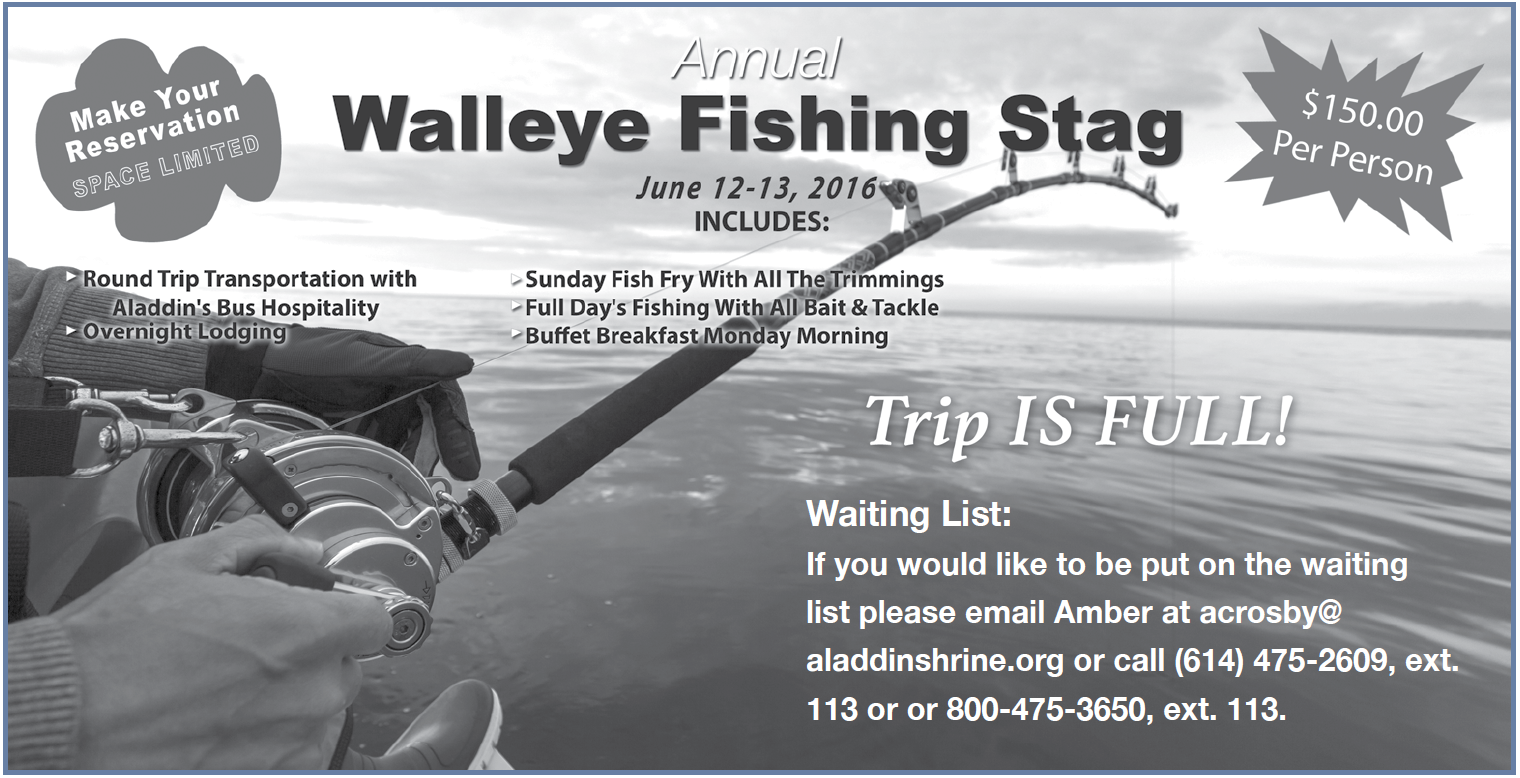 Annual
Walleye Fishing Stag
June 12-13, 2016
INCLUDES:
Make Your
Reservation
SPACE LIMITED
$150.00
Per Person
Round Trip Transportation with
Aladdin's Bus Hospitality
Overnight Lodging
Sunday Fish Fry With All The Trimmings
Full Day's Fishing With All Bait & Tackle
Buffet Breakfast Monday Morning
Trip IS FULL!
Waiting List:
If you would like to be put on the waiting
list please email Amber at acrosby@
aladdinshrine.org or call (614) 475-2609, ext.
113 or or 800-475-3650, ext. 113.